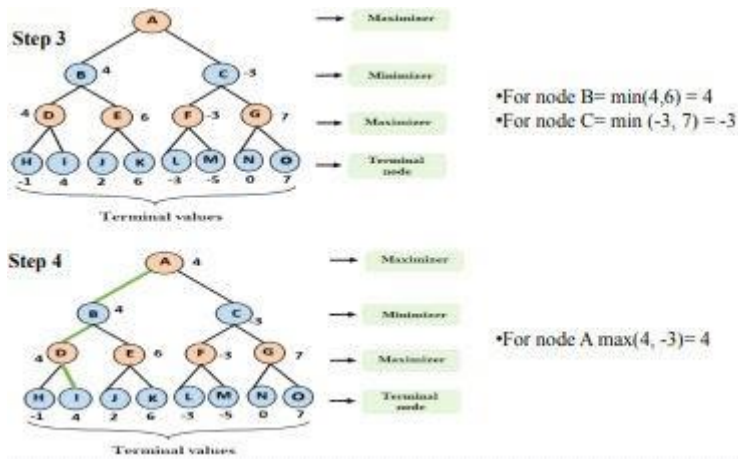 Step 3
A
Maximizer
B 4
C -3
Minimizer
4 D
E 6
F -3
G 7
Maximizer
H I J K L M N O
Terminal node
-1 4 2 6 -3 -5 0 7
Terminal values
•For node B= min(4,6) = 4
•For node C= min (-3, 7) = -3
Step 4
A 4
Maximizer
B 4
C -3
Minimizer
4 D
E 6
F -3
G 7
Maximizer
H I J K L M N O
Terminal node
-1 4 2 6 -3 -5 0 7
Terminal values
•For node A max(4, -3)= 4